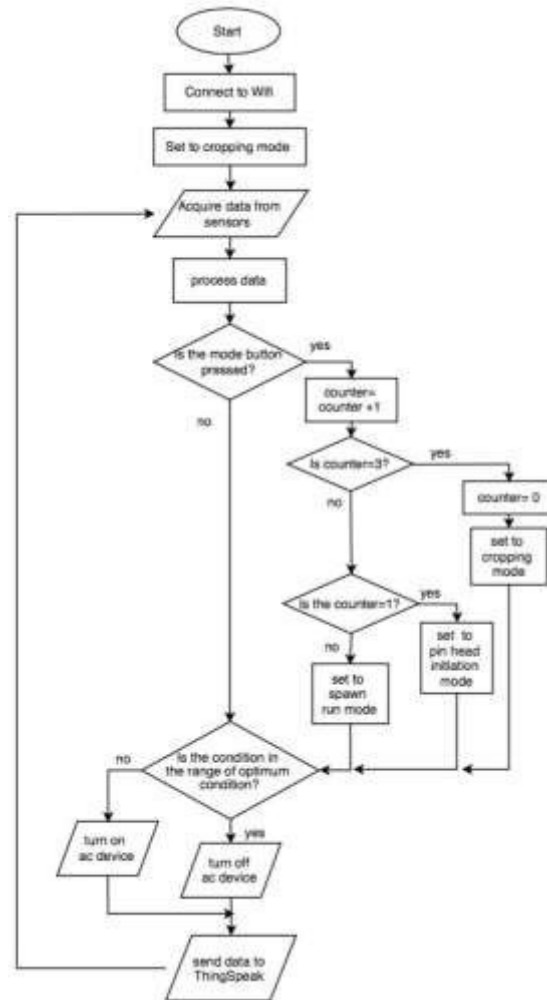 Start
Connect to Wifi
Set to cropping mode
Acquire data from
sensors
process data
Is the mode button
pressed?
yes
no
counter=
counter +1
Is counter=3?
yes
no
counter= 0
set to
cropping
mode
Is the counter=1?
yes
no
set to
pin head
initiation
mode
set to
spawn
run mode
Is the condition in
the range of optimum
condition?
no
yes
turn on
ac device
turn off
ac device
send data to
ThingSpeak